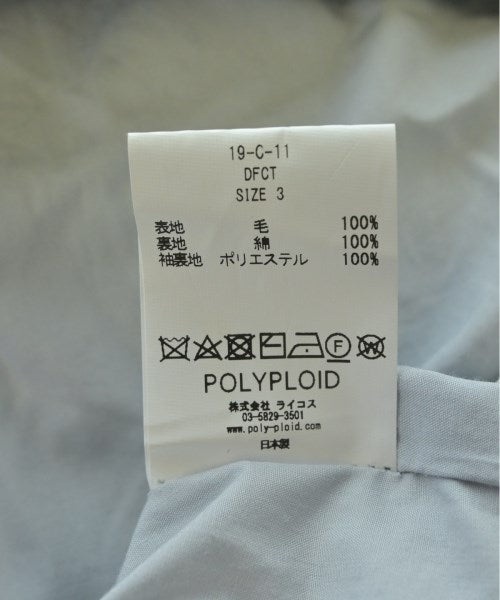 19-C-11
DFCT
SIZE 3
表地 毛 100%
裏地 綿 100%
袖裏地 ポリエステル 100%
F W
POLYPLOID
株式会社 ライコス
03-5829-3501
www.poly-ploid.com
日本製